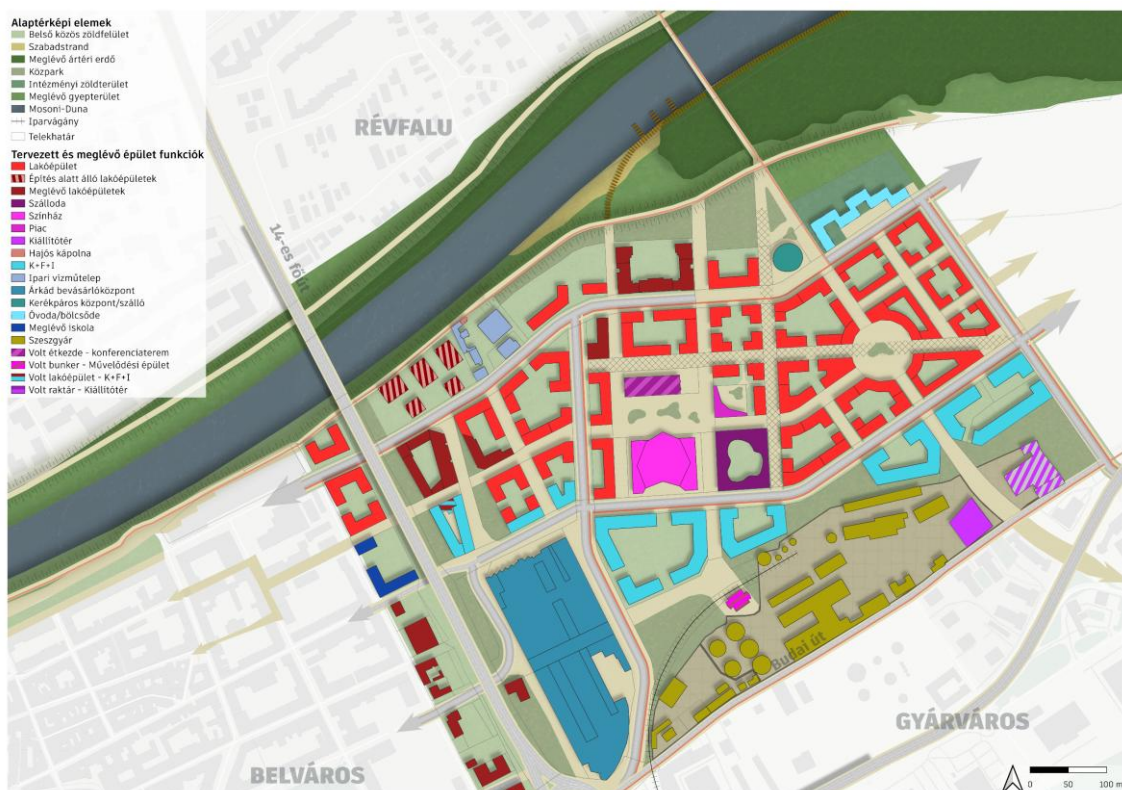 Alaptérképi elemek
Belső közös zöldfelület
Szabadstrand
Meglévő ártéri erdő
Közpark
Intézményi zöldterület
Meglévő gyepterület
Mosoni-Duna
Iparvágány
Telekhatár
Tervezett és meglévő épület funkciók
Lakóépület
Építés alatt álló lakóépületek
Meglévő lakóépületek
Szálloda
Színház
Piac
Kiállítótér
Hajós kápolna
K+F+I
Ipari vízműtelep
Árkád bevásárlóközpont
Kerékpáros központ/szálló
Óvoda/bölcsőde
Meglévő iskola
Szeszgyár
Volt étkezde - konferenciaterem
Volt bunker - Művelődési épület
Volt lakóépület - K+F+I
Volt raktár - Kiállítótér
RÉVFALU
14-es főút
Budai út
GYÁRVÁROS
BELVÁROS
0 50 100 m